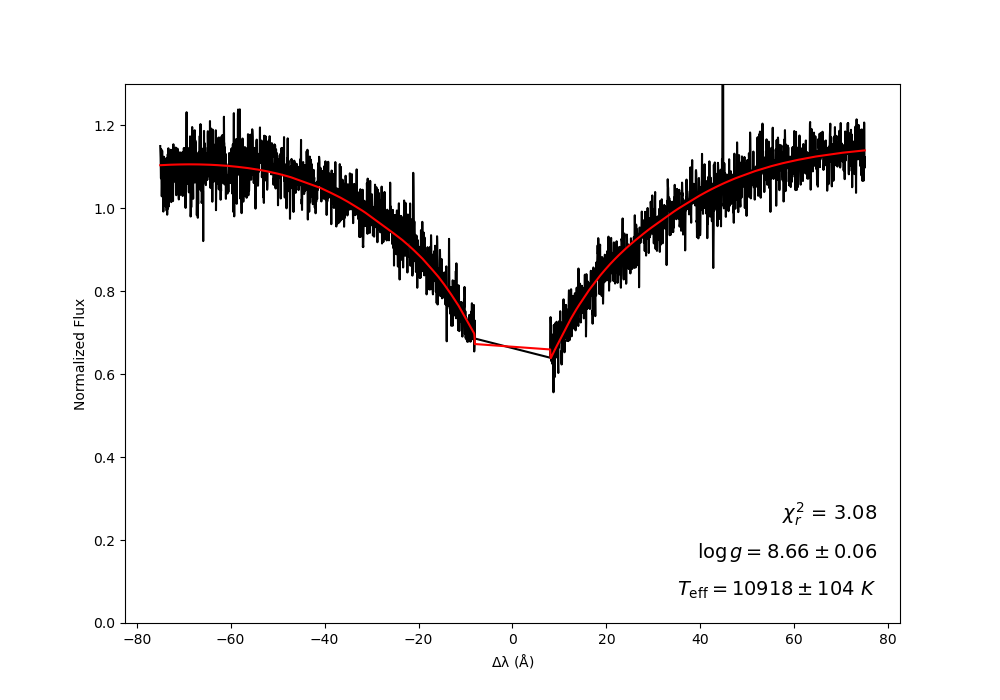 1.2
1.0
0.8
0.6
0.4
0.2
0.0
Normalized Flux
χ²ᵣ = 3.08
log g = 8.66 ± 0.06
T_eff = 10918 ± 104 K
−80 −60 −40 −20 0 20 40 60 80
Δλ (Å)